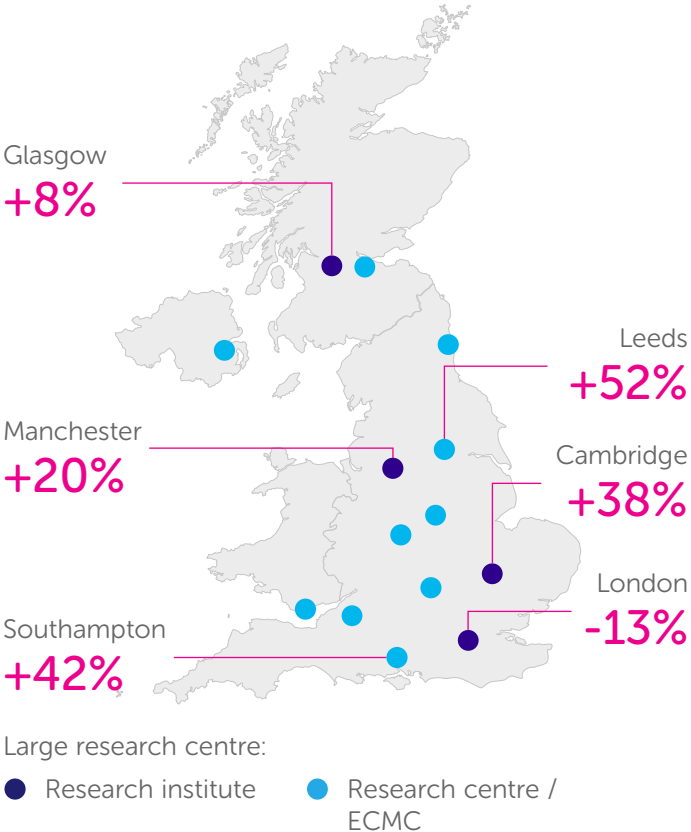 Glasgow
+8%
Leeds
+52%
Manchester
+20%
Cambridge
+38%
London
-13%
Southampton
+42%
Large research centre:
Research institute
Research centre /
ECMC